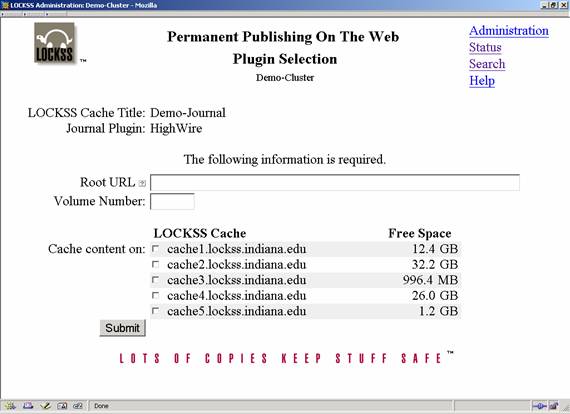 LOCKSS Administration: Demo-Cluster - Mozilla
LOCKSS ™
Permanent Publishing On The Web
Plugin Selection
Demo-Cluster
Administration
Status
Search
Help
LOCKSS Cache Title: Demo-Journal
Journal Plugin: HighWire
The following information is required.
Root URL ?
Volume Number:
LOCKSS Cache Free Space
Cache content on: cache1.lockss.indiana.edu 12.4 GB
cache2.lockss.indiana.edu 32.2 GB
cache3.lockss.indiana.edu 996.4 MB
cache4.lockss.indiana.edu 26.0 GB
cache5.lockss.indiana.edu 1.2 GB
Submit
LOTS OF COPIES KEEP STUFF SAFE ™
Done